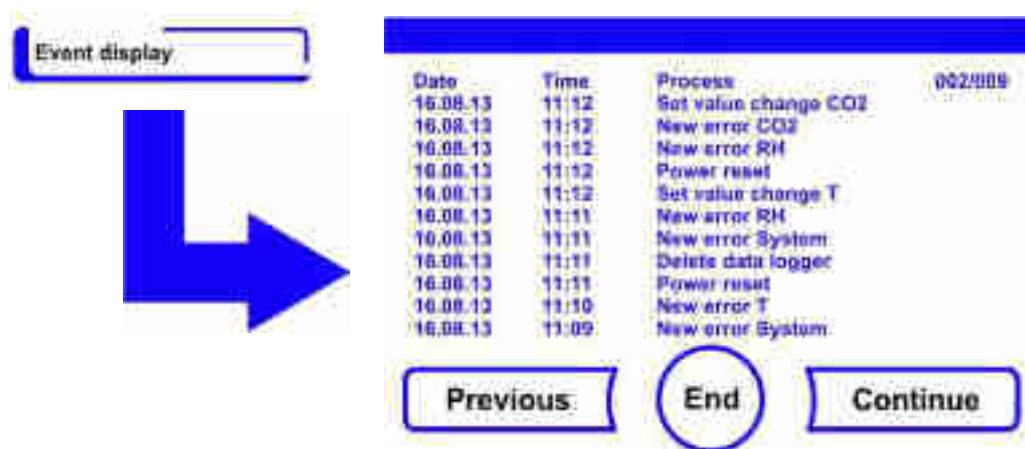 Event display
Date Time Process 002/009
16.08.13 11:12 Set value change CO2
16.08.13 11:12 New error CO2
16.08.13 11:12 New error RH
16.08.13 11:12 Power reset
16.08.13 11:12 Set value change T
16.08.13 11:11 New error RH
16.08.13 11:11 New error System
16.08.13 11:11 Delete data logger
16.08.13 11:11 Power reset
16.08.13 11:10 New error T
16.08.13 11:09 New error System
Previous End Continue